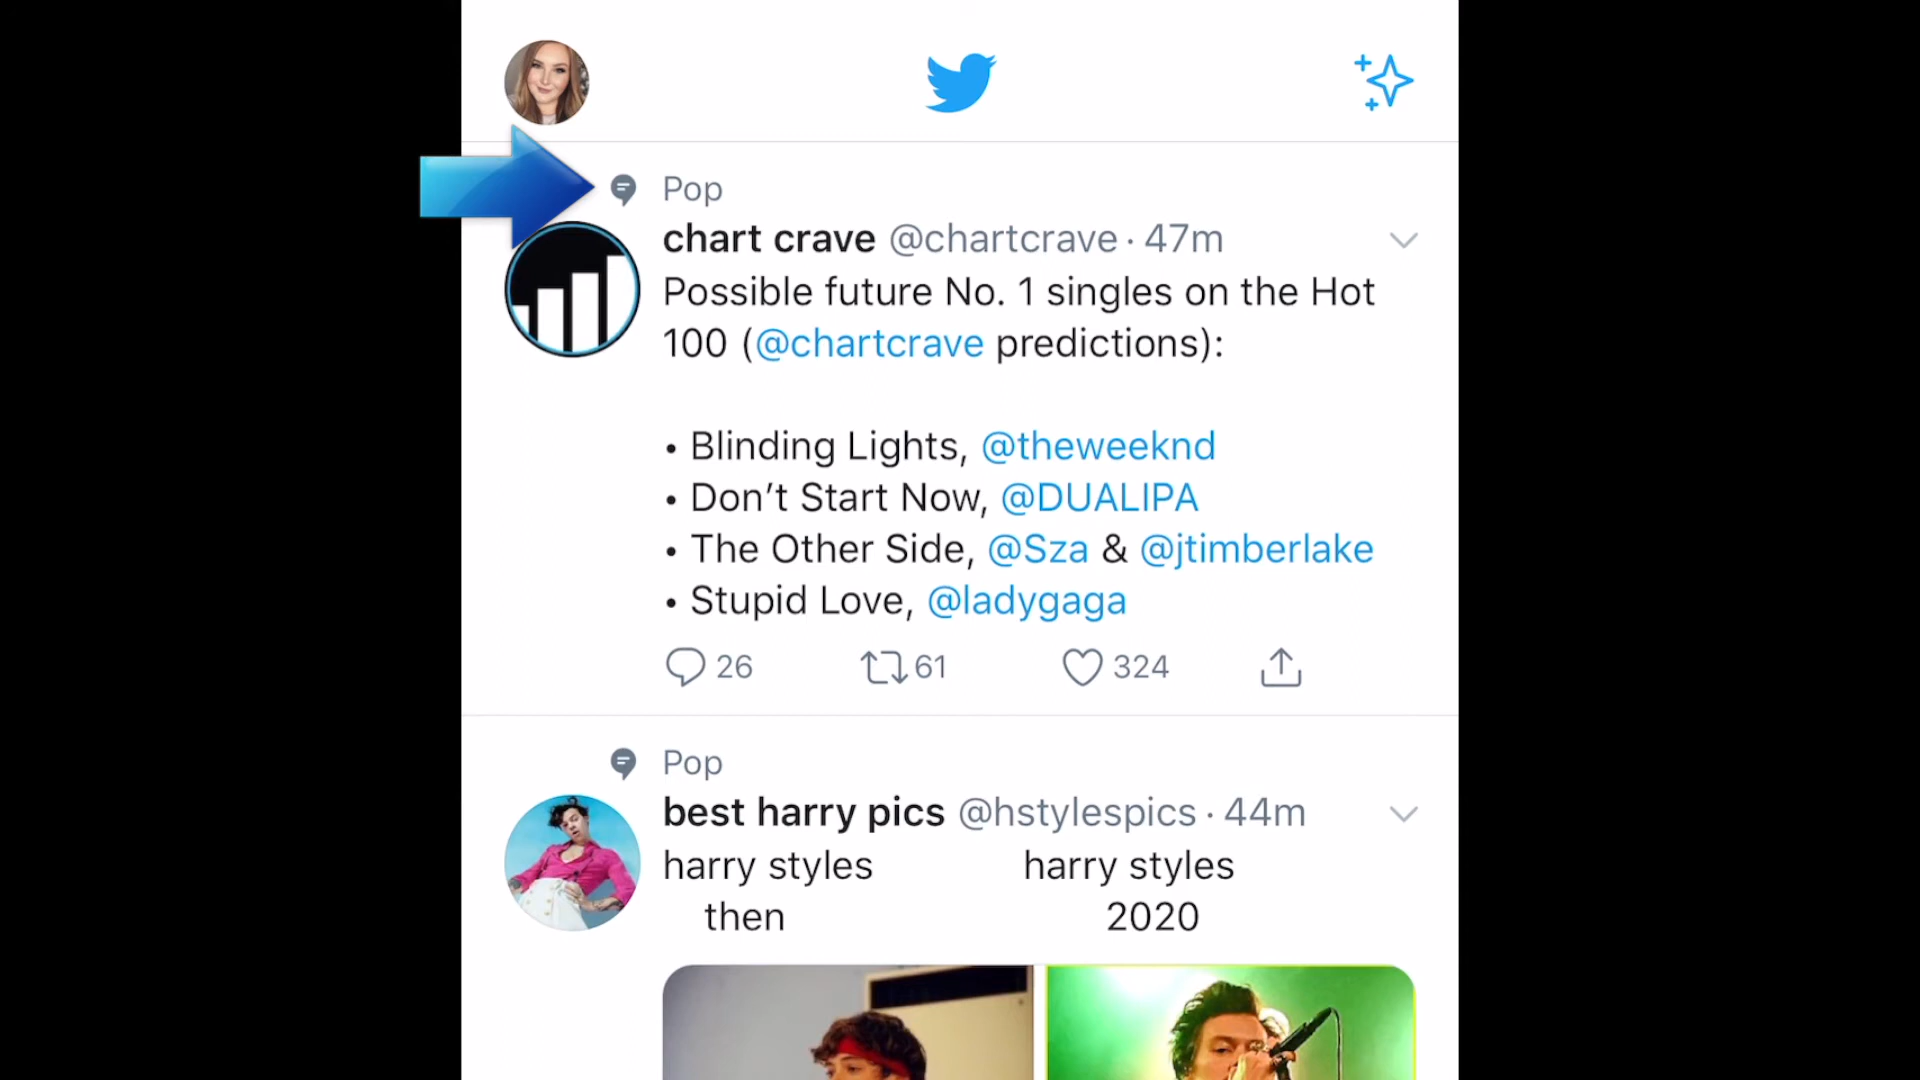 Pop
chart crave @chartcrave · 47m
Possible future No. 1 singles on the Hot
100 (@chartcrave predictions):
• Blinding Lights, @theweeknd
• Don’t Start Now, @DUALIPA
• The Other Side, @Sza & @jtimberlake
• Stupid Love, @ladygaga
26 61 324
Pop
best harry pics @hstylespics · 44m
harry styles harry styles
then 2020